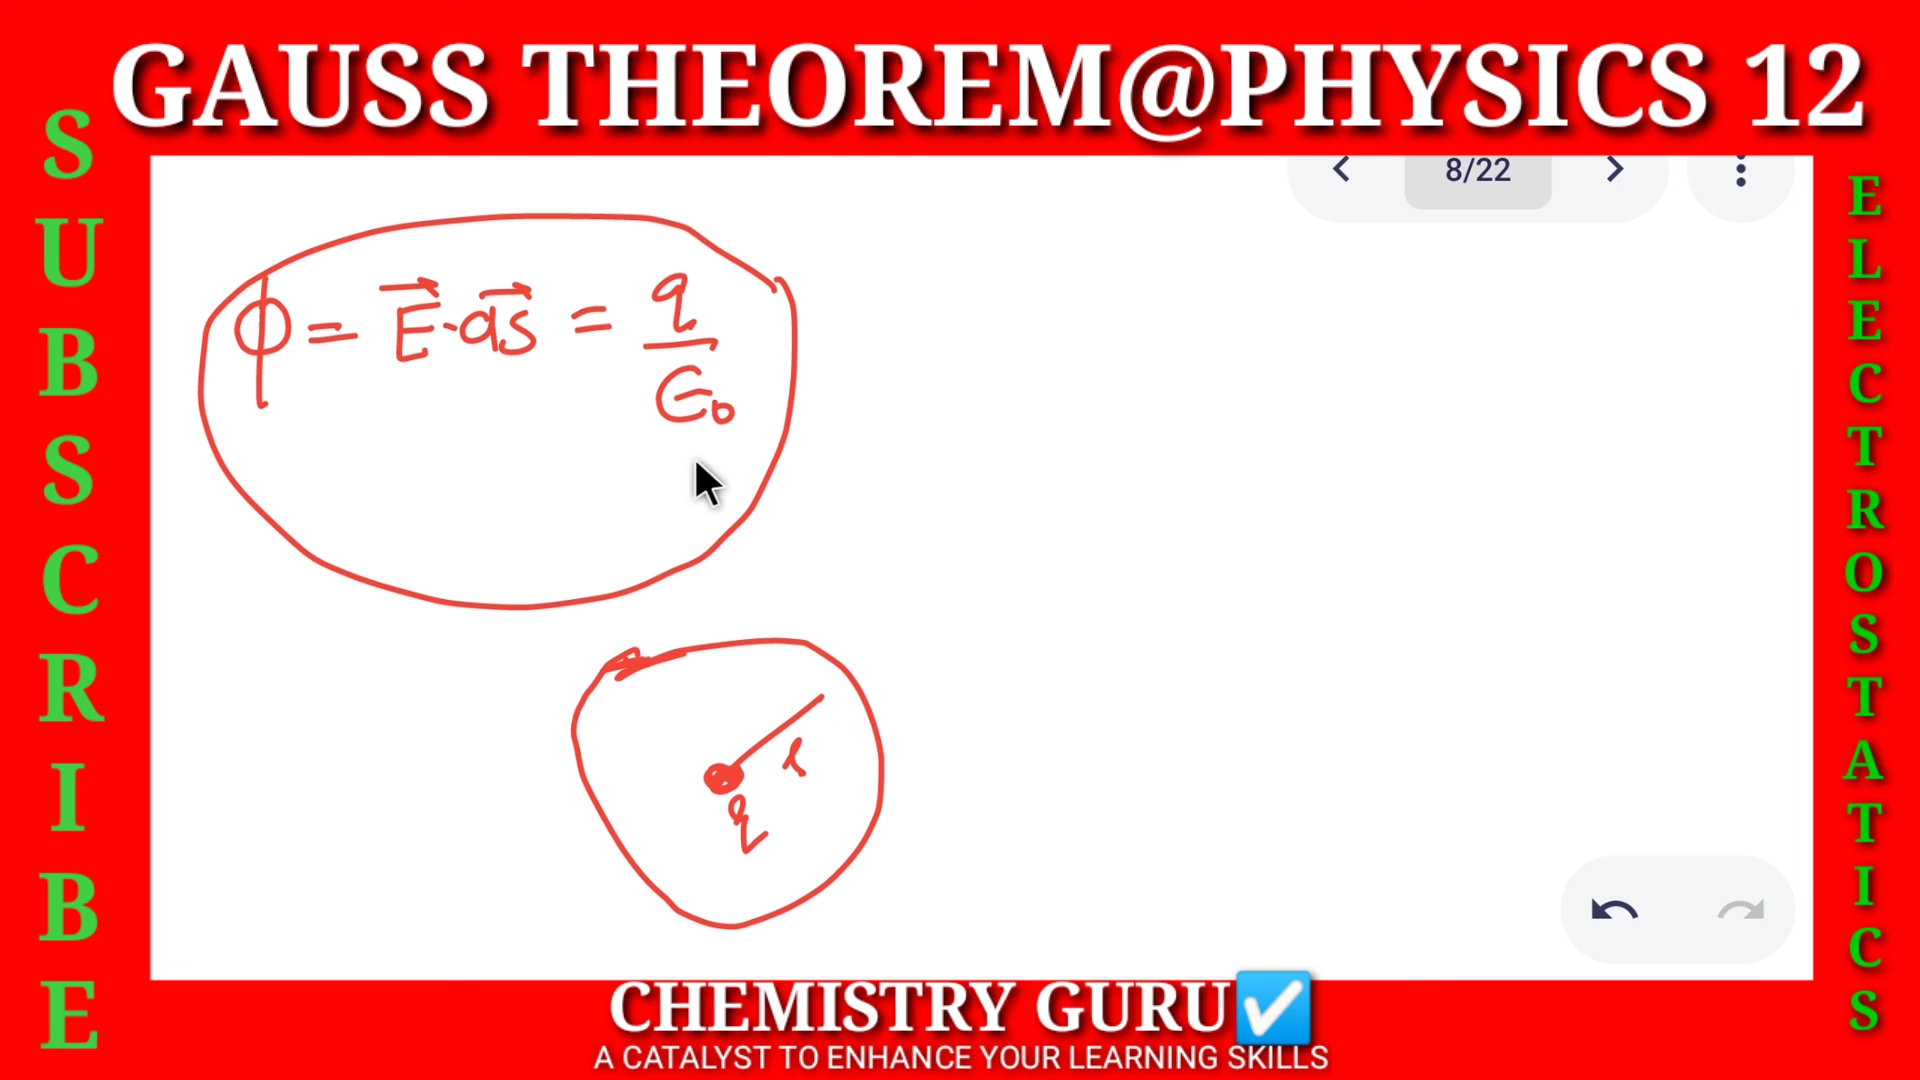 GAUSS THEOREM@PHYSICS 12
SUBSCRIBE
8/22
ϕ = E⃗·ds⃗ = q/ε₀
r
q
ELECTROSTATICS
CHEMISTRY GURU
A CATALYST TO ENHANCE YOUR LEARNING SKILLS